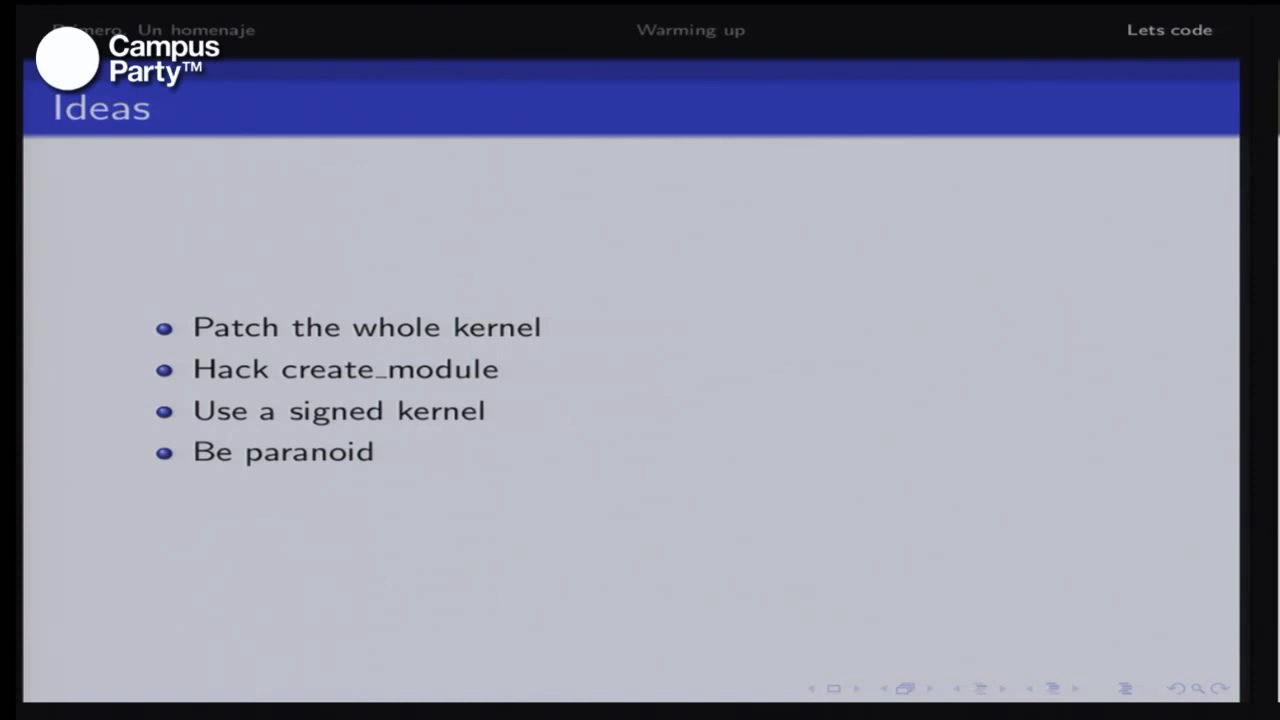 Primero. Un homenaje
Warming up
Lets code
Campus
Party™
Ideas
Patch the whole kernel
Hack create_module
Use a signed kernel
Be paranoid